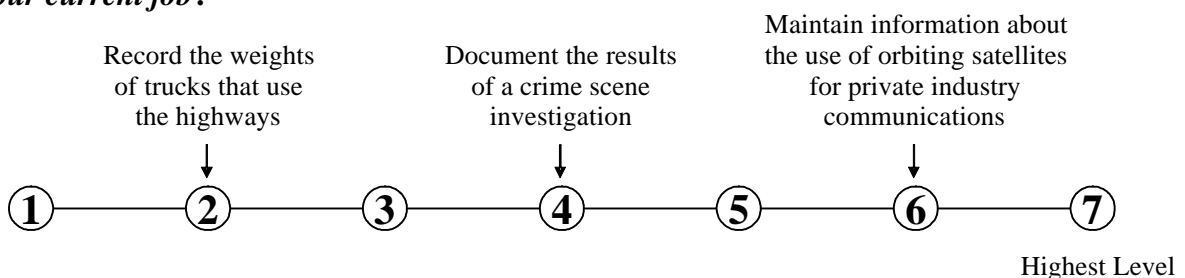 current job?
Record the weights
of trucks that use
the highways
Document the results
of a crime scene
investigation
Maintain information about
the use of orbiting satellites
for private industry
communications
1 2 3 4 5 6 7
Highest Level